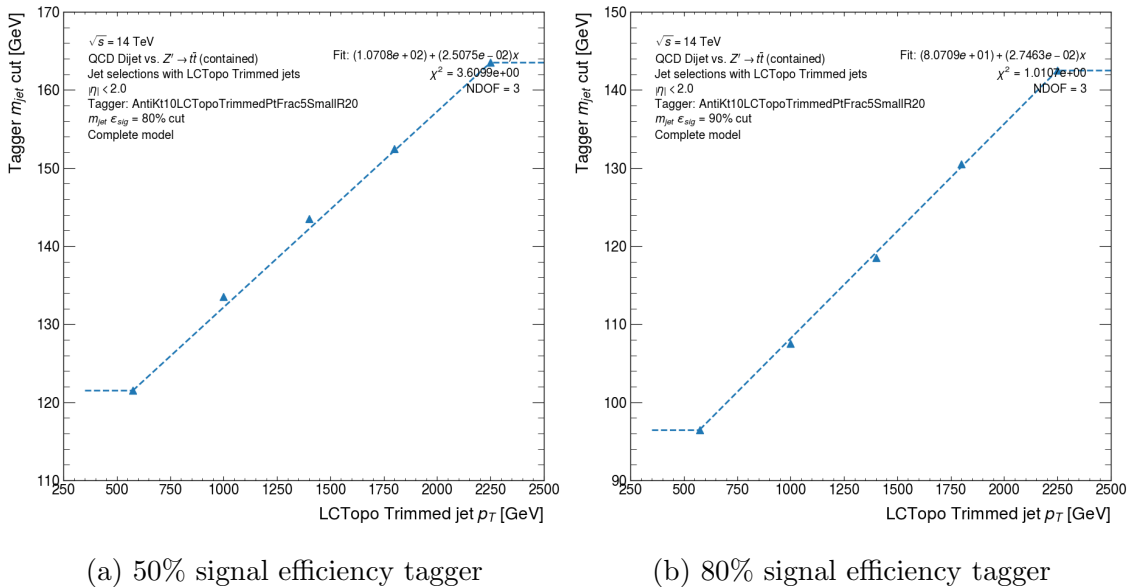 170
160
150
140
130
120
110
Tagger m_jet cut [GeV]
√s = 14 TeV
QCD Dijet vs. Z′ → tt̄ (contained)
Jet selections with LCTopo Trimmed jets
|η| < 2.0
Tagger: AntiKt10LCTopoTrimmedPtFrac5SmallR20
m_jet ε_sig = 80% cut
Complete model
Fit: (1.0708e + 02) + (2.5075e − 02)x
χ² = 3.6099e+00
NDOF = 3
250 500 750 1000 1250 1500 1750 2000 2250 2500
LCTopo Trimmed jet p_T [GeV]
(a) 50% signal efficiency tagger
170
160
150
140
130
120
110
100
90
Tagger m_jet cut [GeV]
√s = 14 TeV
QCD Dijet vs. Z′ → tt̄ (contained)
Jet selections with LCTopo Trimmed jets
|η| < 2.0
Tagger: AntiKt10LCTopoTrimmedPtFrac5SmallR20
m_jet ε_sig = 90% cut
Complete model
Fit: (8.0709e + 01) + (2.7463e − 02)x
χ² = 1.0107e+00
NDOF = 3
250 500 750 1000 1250 1500 1750 2000 2250 2500
LCTopo Trimmed jet p_T [GeV]
(b) 80% signal efficiency tagger